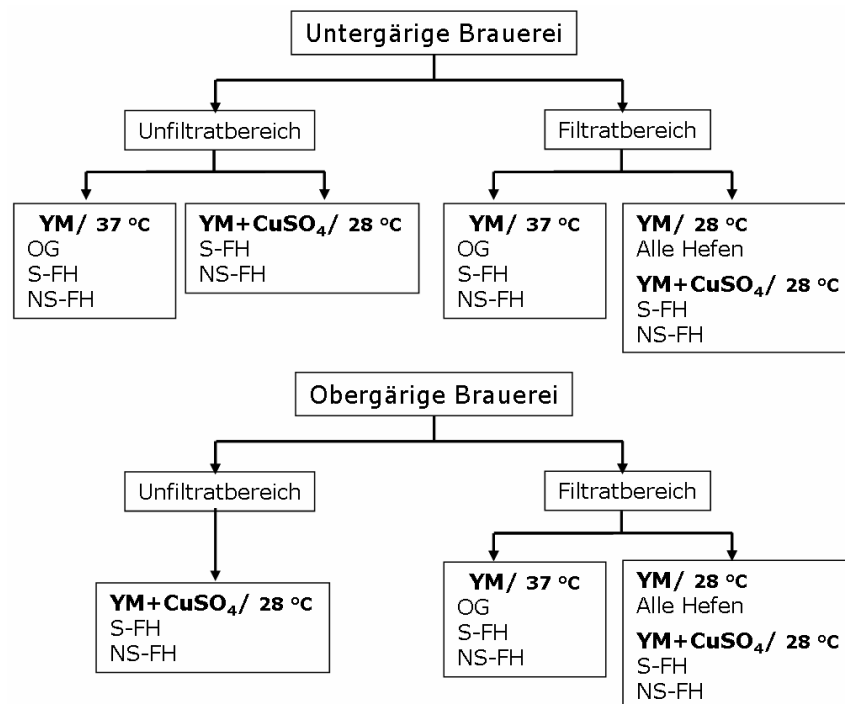 Untergärige Brauerei
Unfiltratbereich
Filtratbereich
YM/ 37 °C
OG
S-FH
NS-FH
YM+CuSO₄/ 28 °C
S-FH
NS-FH
YM/ 37 °C
OG
S-FH
NS-FH
YM/ 28 °C
Alle Hefen
YM+CuSO₄/ 28 °C
S-FH
NS-FH
Obergärige Brauerei
Unfiltratbereich
Filtratbereich
YM+CuSO₄/ 28 °C
S-FH
NS-FH
YM/ 37 °C
OG
S-FH
NS-FH
YM/ 28 °C
Alle Hefen
YM+CuSO₄/ 28 °C
S-FH
NS-FH